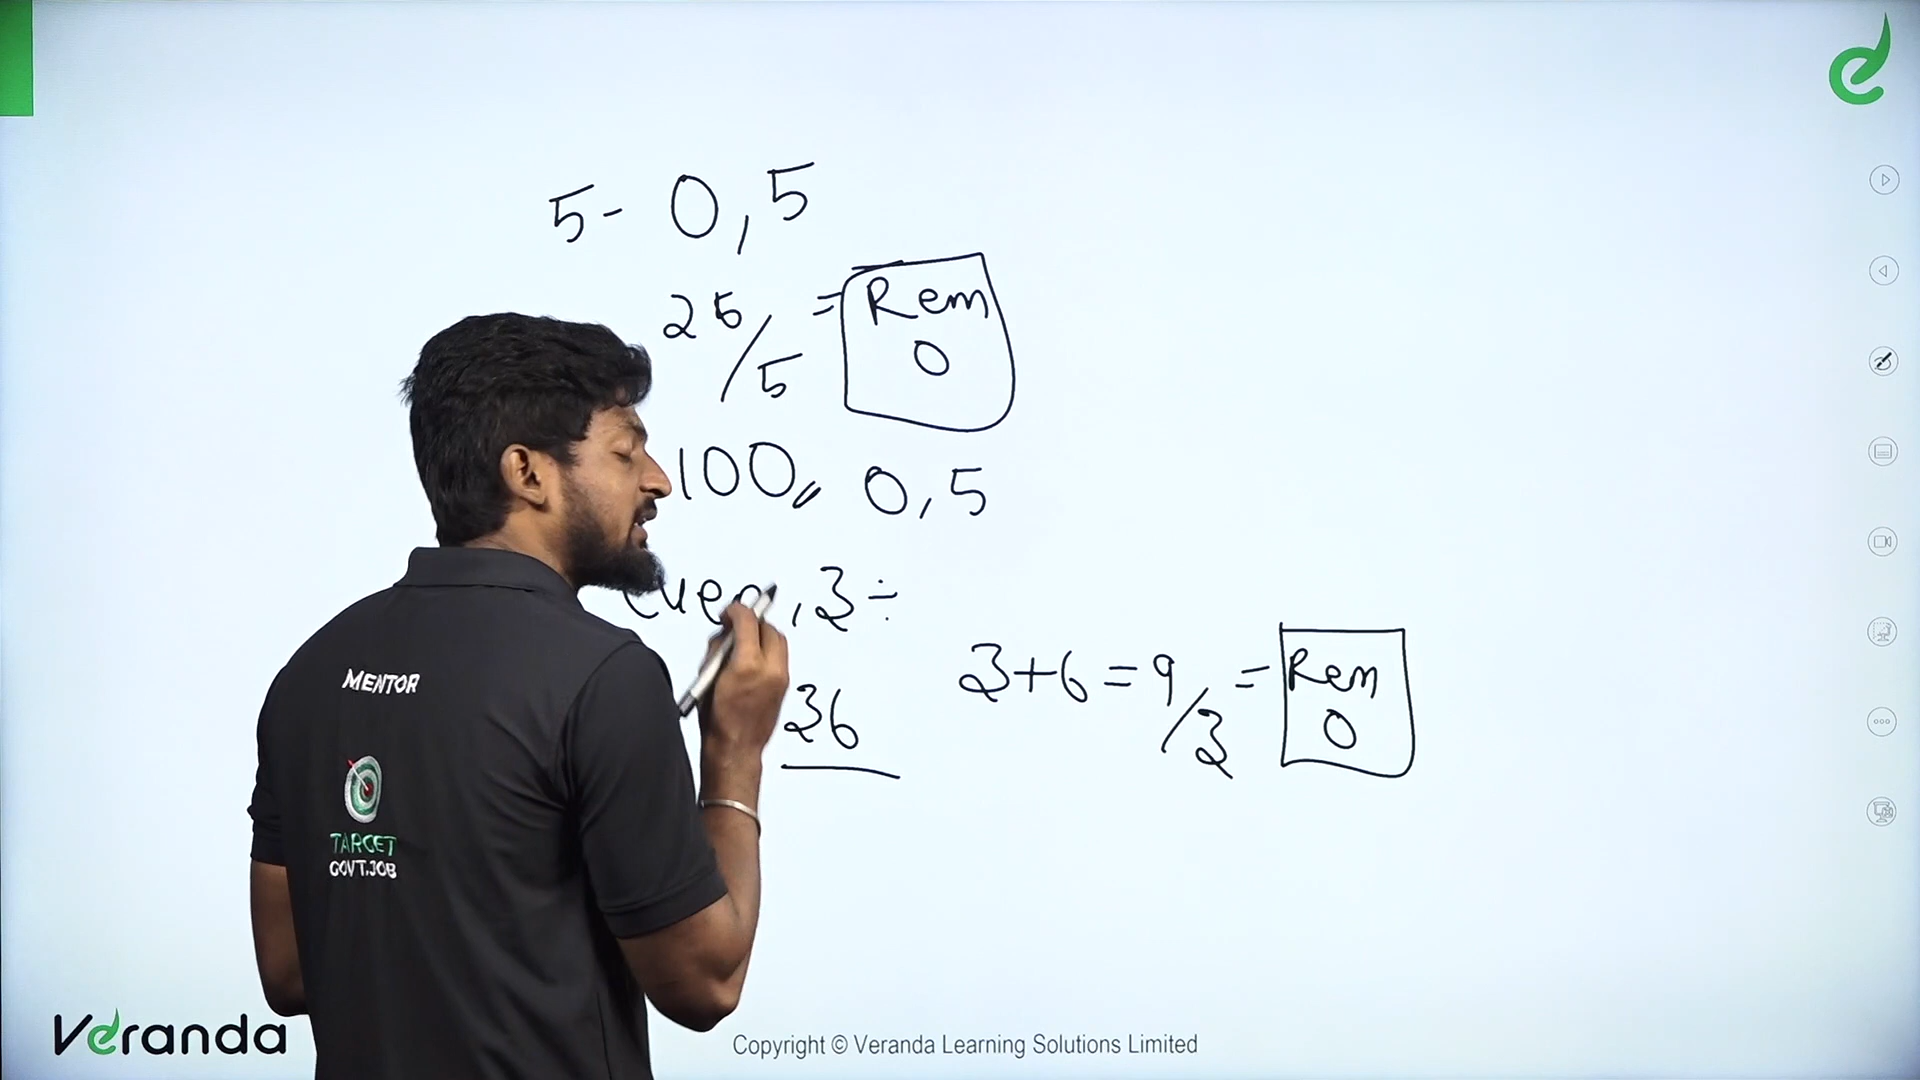 5- 0,5
25/5 = Rem 0
100,, 0,5
even, 3 ÷
36
3+6 = 9/3 = Rem 0
MENTOR
TARGET
GOVT.JOB
Veranda
Copyright © Veranda Learning Solutions Limited